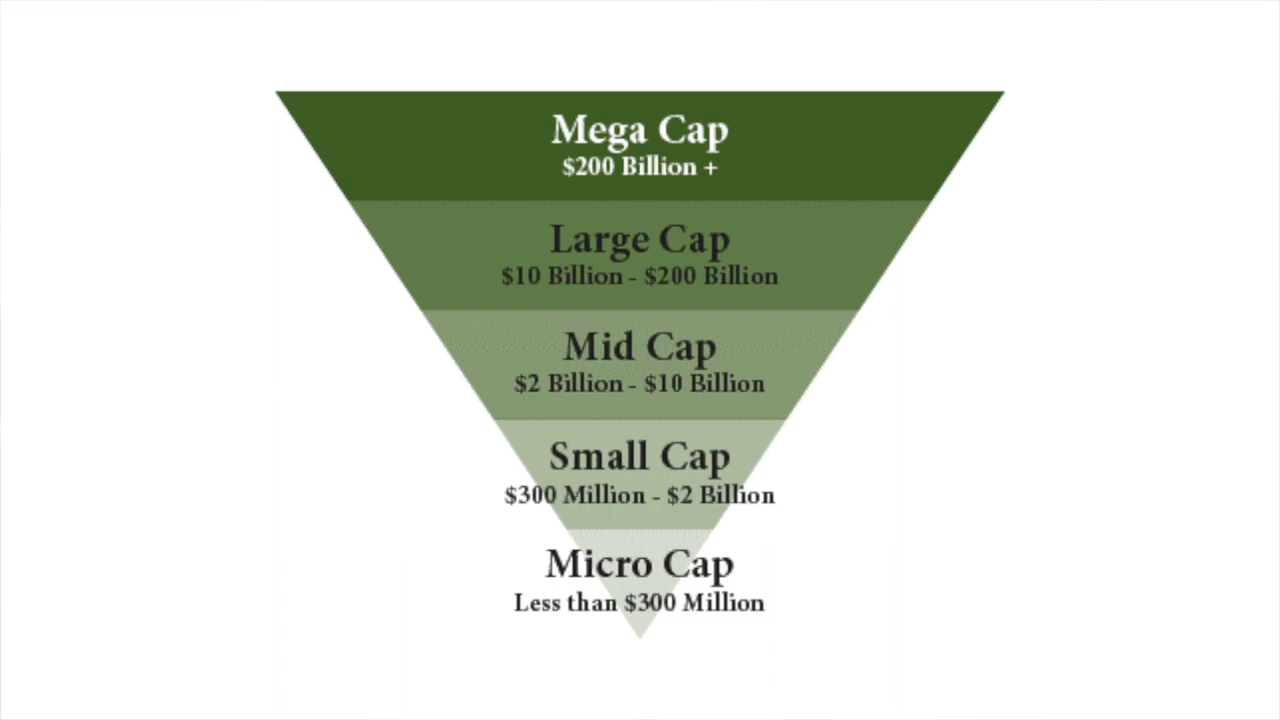 Mega Cap
$200 Billion +
Large Cap
$10 Billion - $200 Billion
Mid Cap
$2 Billion - $10 Billion
Small Cap
$300 Million - $2 Billion
Micro Cap
Less than $300 Million